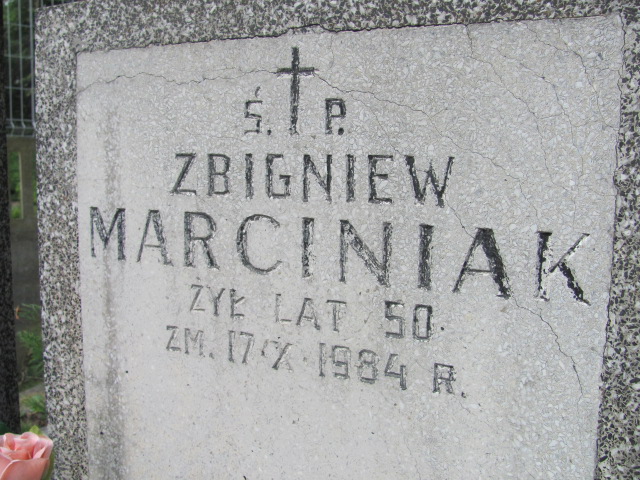 Ś. P.
ZBIGNIEW
MARCINIAK
ŻYŁ LAT 50
ZM. 17·X·1984 R.